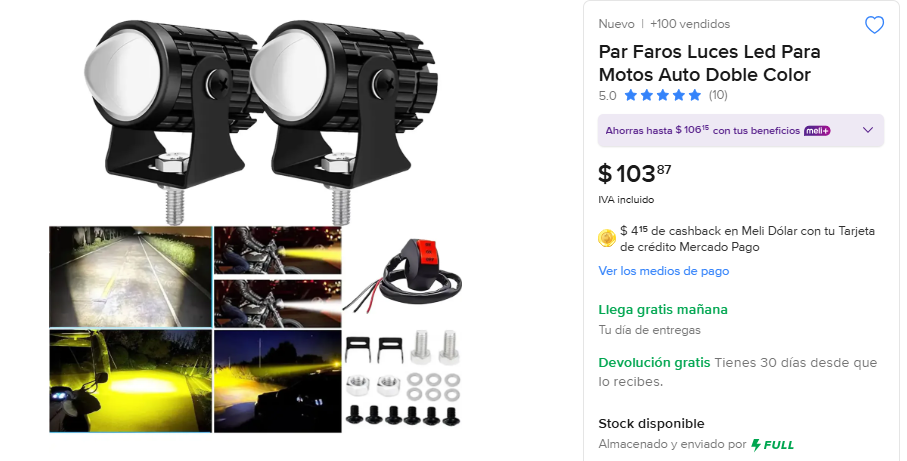 Nuevo | +100 vendidos
Par Faros Luces Led Para
Motos Auto Doble Color
5.0 (10)
Ahorras hasta $ 106¹⁵ con tus beneficios meli+
$ 103⁸⁷
IVA incluido
$ 4¹⁵ de cashback en Meli Dólar con tu Tarjeta
de crédito Mercado Pago
Ver los medios de pago
Llega gratis mañana
Tu día de entregas
Devolución gratis Tienes 30 días desde que
lo recibes.
Stock disponible
Almacenado y enviado por FULL